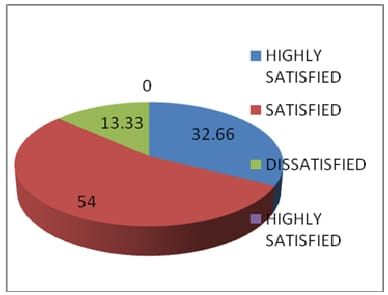 0
HIGHLY
SATISFIED
SATISFIED
13.33
32.66
DISSATISFIED
54
HIGHLY
SATISFIED